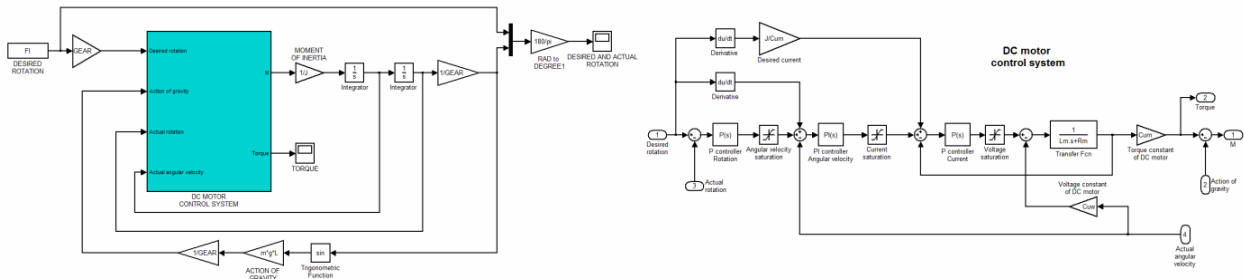 FI
DESIRED
ROTATION
GEAR
Desired rotation
Action of gravity
Actual rotation
Actual angular velocity
M
Torque
DC MOTOR
CONTROL SYSTEM
MOMENT
OF INERTIA
1/J
1
s
Integrator
1
s
Integrator
1/GEAR
180/pi
RAD to
DEGREE1
DESIRED AND ACTUAL
ROTATION
TORQUE
1/GEAR
m*g*L
ACTION OF
GRAVITY
sin
Trigonometric
Function
DC motor
control system
du/dt
Derivative
J/Cum
Desired current
du/dt
Derivative
1
Desired
rotation
3
Actual
rotation
P(s)
P controller
Rotation
Angular velocity
saturation
PI(s)
PI controller
Angular velocity
Current
saturation
P(s)
P controller
Current
Voltage
saturation
1
Lm.s+Rm
Transfer Fcn
Cum
Torque constant
of DC motor
2
Torque
1
M
2
Action of
gravity
Voltage constant
of DC motor
Cuw
4
Actual
angular
velocity